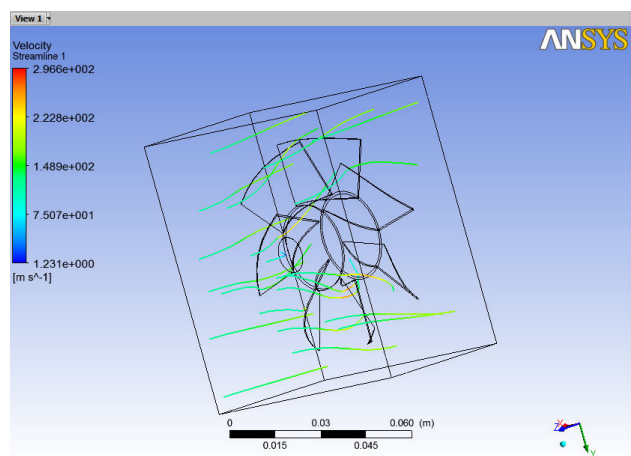 View 1
ANSYS
Velocity
Streamline 1
2.966e+002
2.228e+002
1.489e+002
7.507e+001
1.231e+000
[m s^-1]
0 0.03 0.060 (m)
0.015 0.045
X
Z
Y